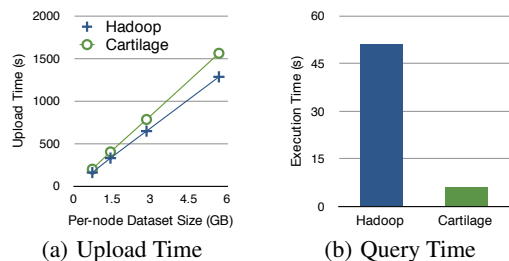 Hadoop
Cartilage
2000
1500
1000
500
0
Upload Time (s)
0 1.5 3 4.5 6
Per-node Dataset Size (GB)
(a) Upload Time
60
45
30
15
0
Execution Time (s)
Hadoop Cartilage
(b) Query Time